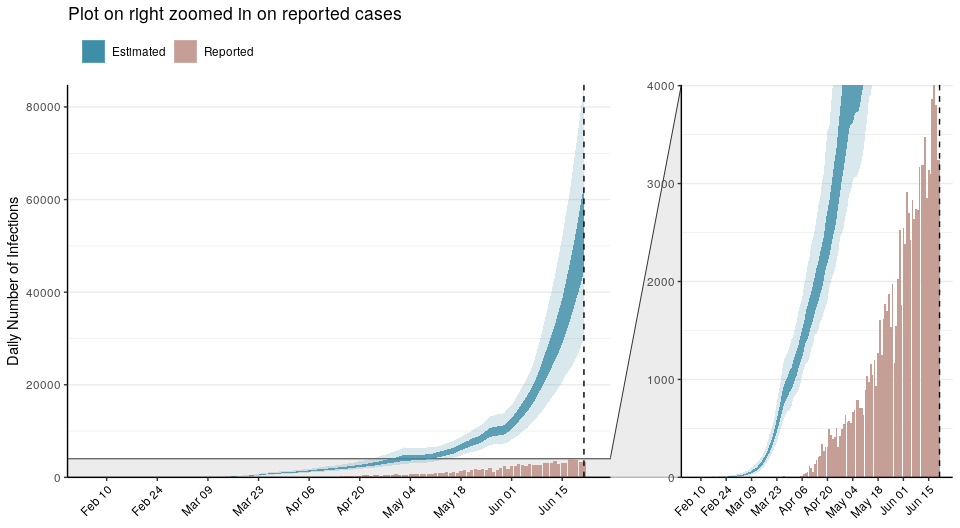 Plot on right zoomed in on reported cases
Estimated Reported
Daily Number of Infections
80000
60000
40000
20000
0
Feb 10 Feb 24 Mar 09 Mar 23 Apr 06 Apr 20 May 04 May 18 Jun 01 Jun 15
4000
3000
2000
1000
0
Feb 10 Feb 24 Mar 09 Mar 23 Apr 06 Apr 20 May 04 May 18 Jun 01 Jun 15